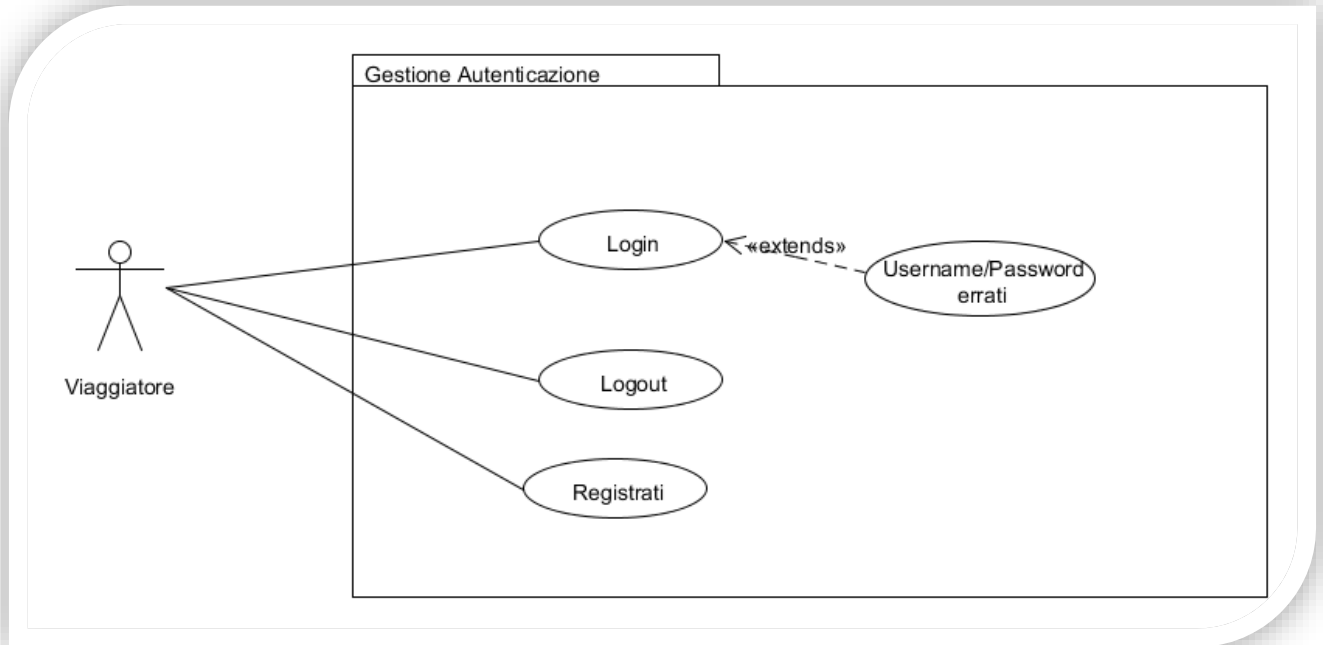 Gestione Autenticazione
Login
«extends»
Username/Password
errati
Viaggiatore
Logout
Registrati